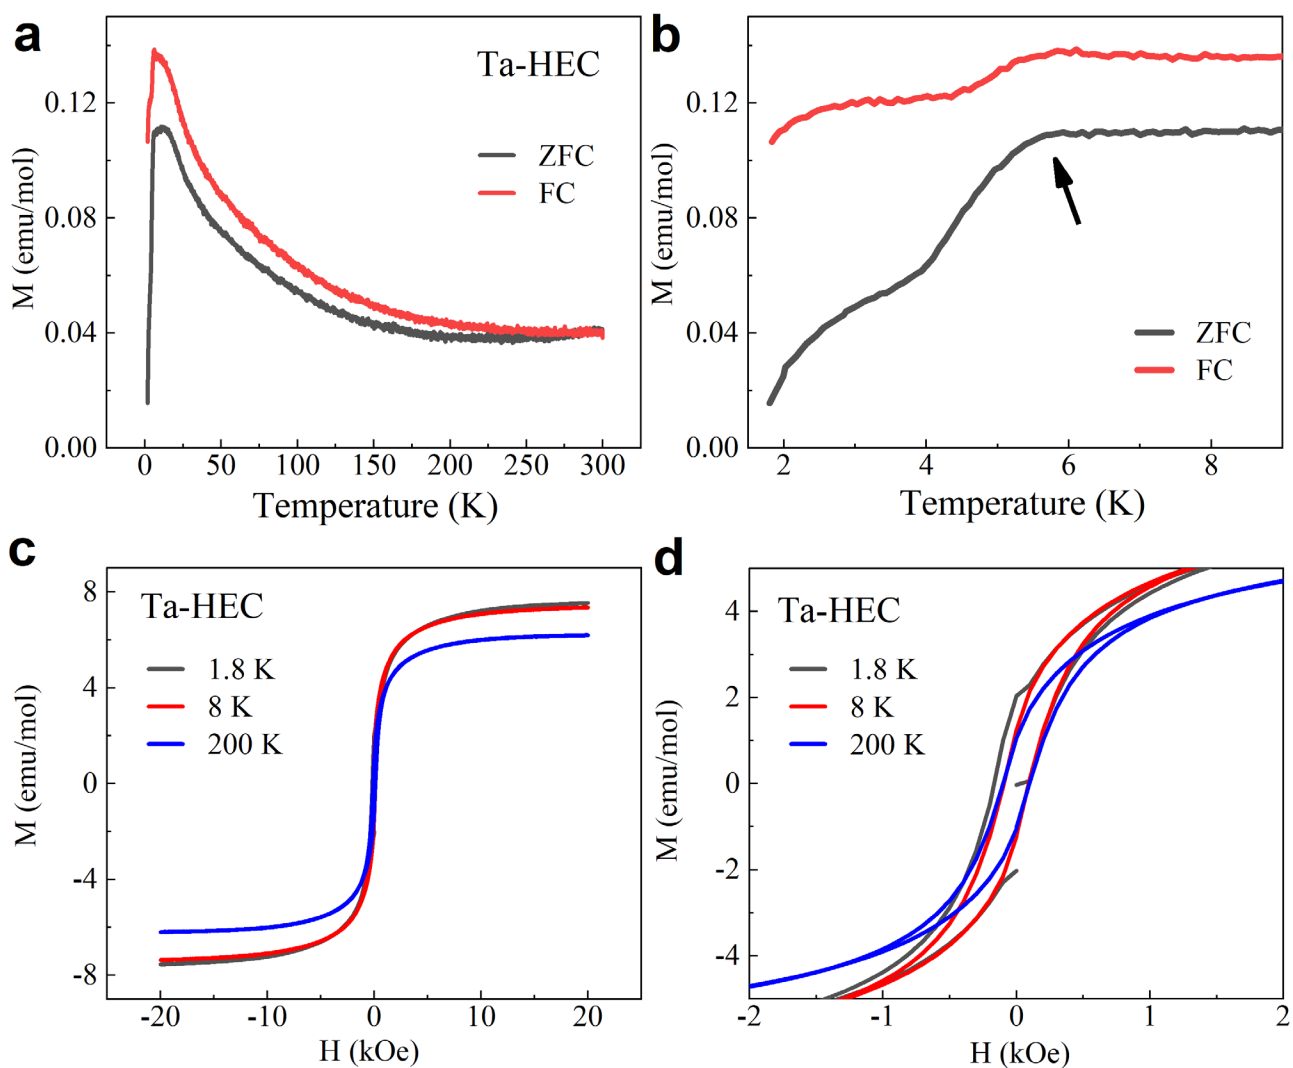 a
Ta-HEC
ZFC
FC
M (emu/mol)
0.12
0.08
0.04
0.00
0 50 100 150 200 250 300
Temperature (K)
b
ZFC
FC
M (emu/mol)
0.12
0.08
0.04
0.00
2 4 6 8
Temperature (K)
c
Ta-HEC
1.8 K
8 K
200 K
M (emu/mol)
8
4
0
-4
-8
-20 -10 0 10 20
H (kOe)
d
Ta-HEC
1.8 K
8 K
200 K
M (emu/mol)
4
2
0
-2
-4
-2 -1 0 1 2
H (kOe)